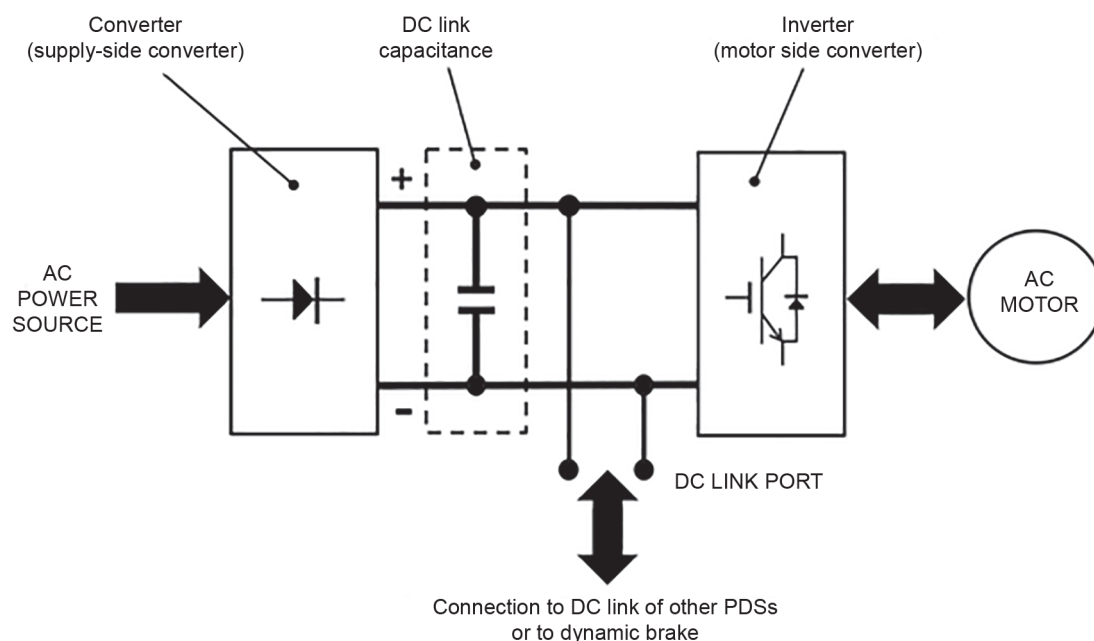 Converter
(supply-side converter)
DC link
capacitance
Inverter
(motor side converter)
+
AC
POWER
SOURCE
AC
MOTOR
-
DC LINK PORT
Connection to DC link of other PDSs
or to dynamic brake